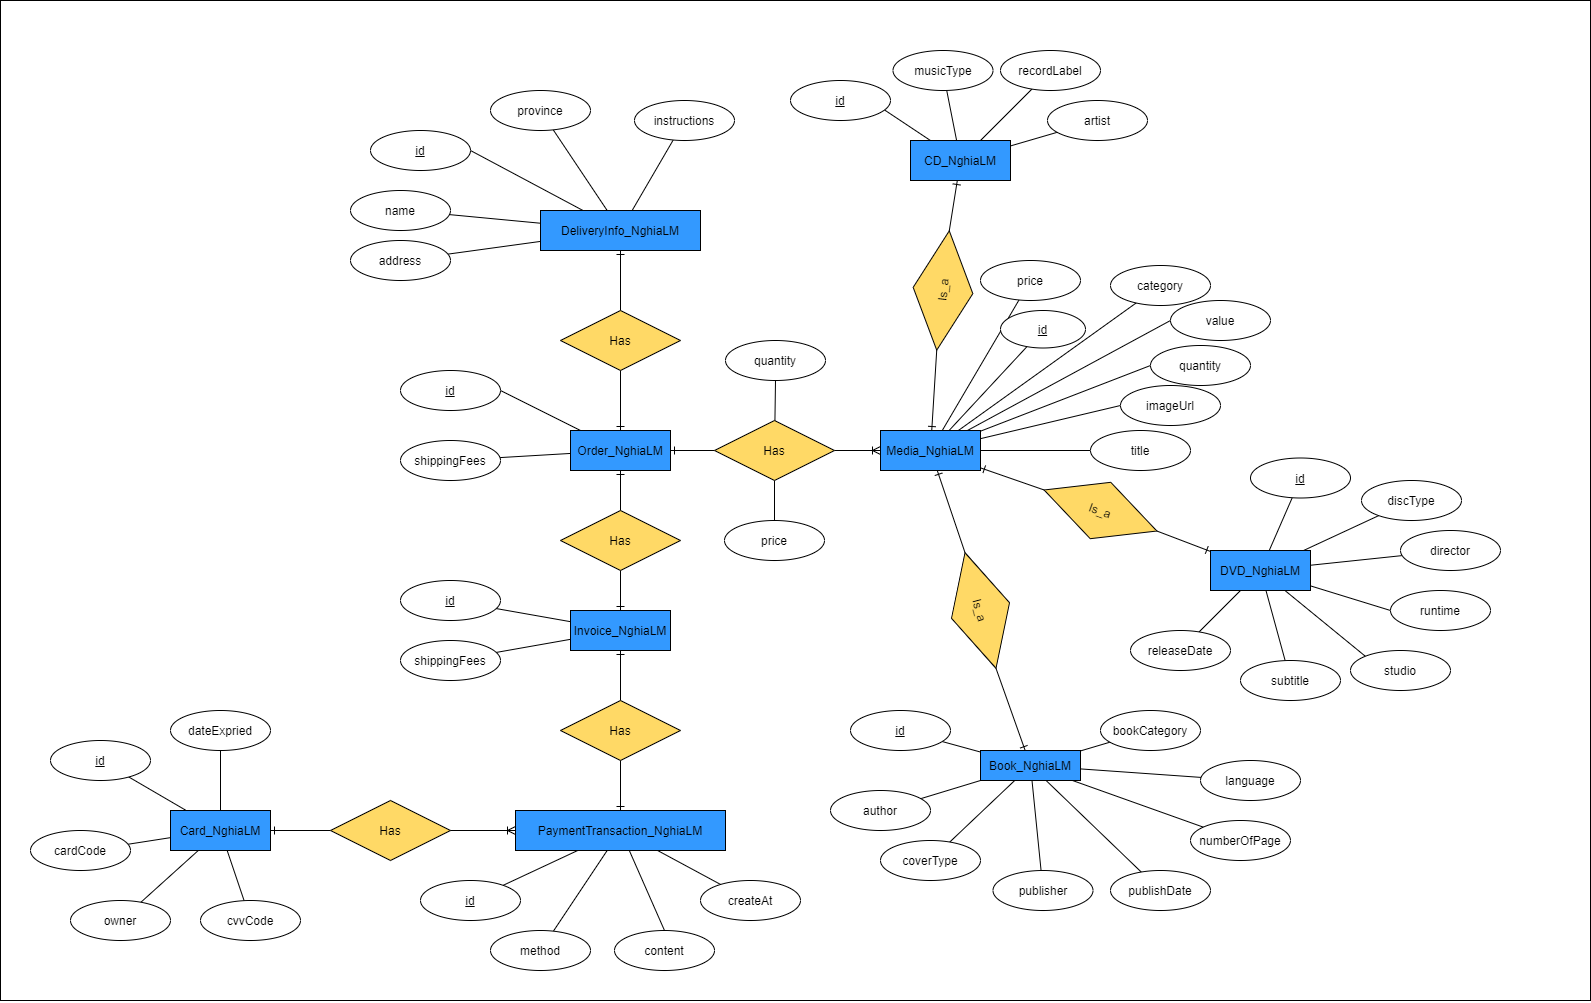 musicType
recordLabel
id
artist
CD_NghiaLM
province
instructions
id
name
address
DeliveryInfo_NghiaLM
Is_a
price
category
id
value
quantity
imageUrl
title
Has
quantity
id
shippingFees
Order_NghiaLM
Has
Media_NghiaLM
price
Is_a
id
discType
director
DVD_NghiaLM
runtime
releaseDate
subtitle
studio
Has
id
shippingFees
Invoice_NghiaLM
Is_a
Has
id
bookCategory
Book_NghiaLM
language
author
numberOfPage
coverType
publisher
publishDate
dateExpried
id
Card_NghiaLM
Has
PaymentTransaction_NghiaLM
cardCode
owner
cvvCode
id
createAt
method
content